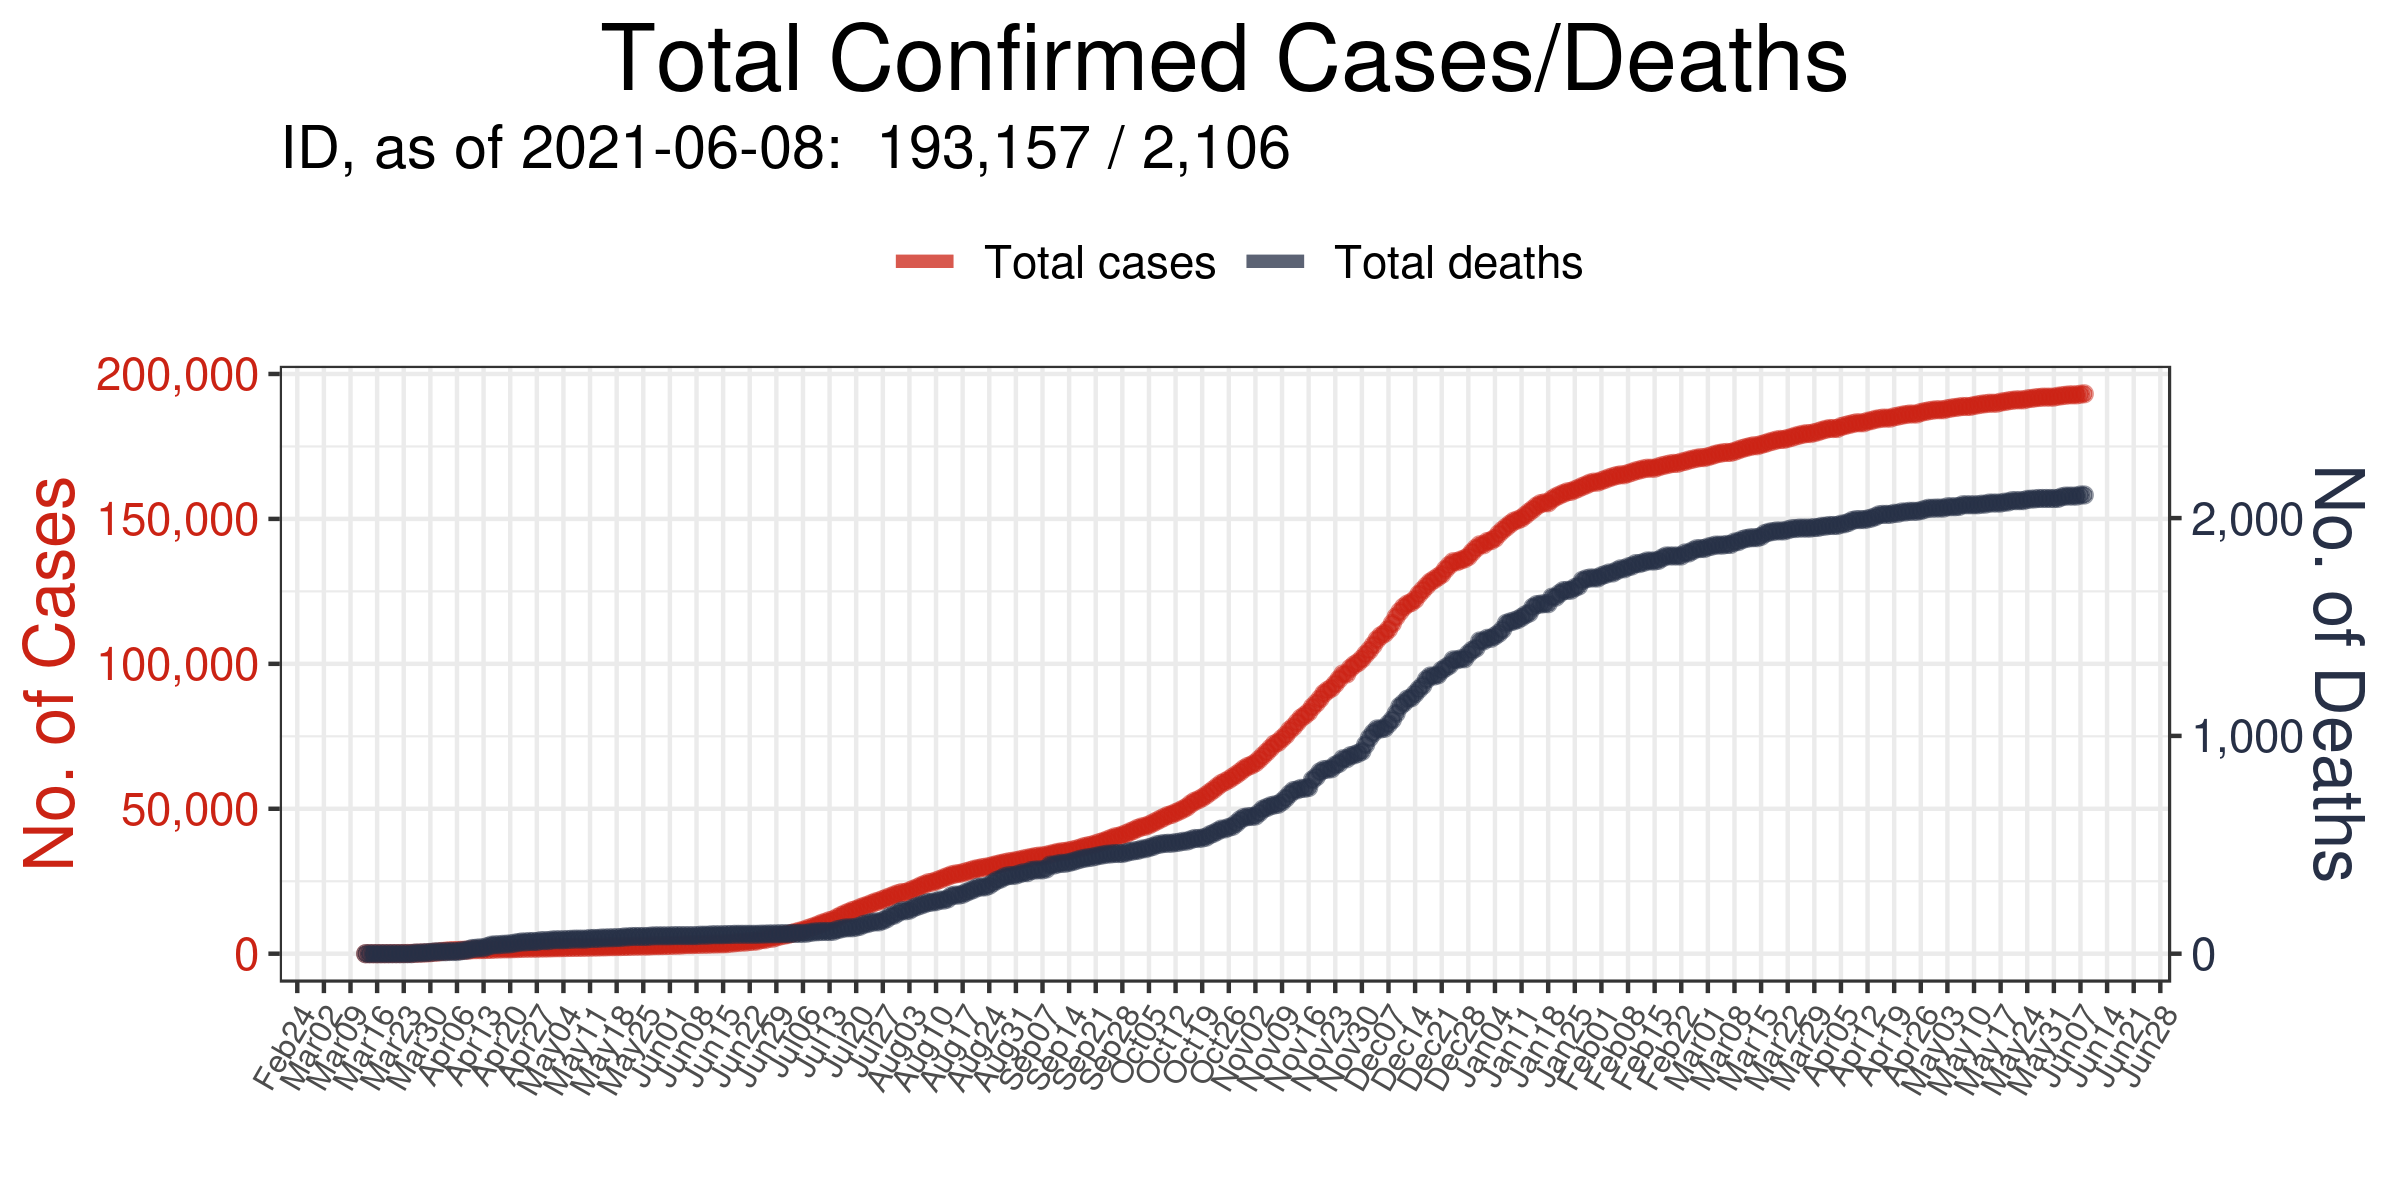 Total Confirmed Cases/Deaths
ID, as of 2021-06-08:  193,157 / 2,106
Total cases
Total deaths
No. of Cases
200,000
150,000
100,000
50,000
0
2,000
1,000
0
No. of Deaths
Feb24
Mar02
Mar09
Mar16
Mar23
Mar30
Apr06
Apr13
Apr20
Apr27
May04
May11
May18
May25
Jun01
Jun08
Jun15
Jun22
Jun29
Jul06
Jul13
Jul20
Jul27
Aug03
Aug10
Aug17
Aug24
Aug31
Sep07
Sep14
Sep21
Sep28
Oct05
Oct12
Oct19
Oct26
Nov02
Nov09
Nov16
Nov23
Nov30
Dec07
Dec14
Dec21
Dec28
Jan04
Jan11
Jan18
Jan25
Feb01
Feb08
Feb15
Feb22
Mar01
Mar08
Mar15
Mar22
Mar29
Apr05
Apr12
Apr19
Apr26
May03
May10
May17
May24
May31
Jun07
Jun14
Jun21
Jun28